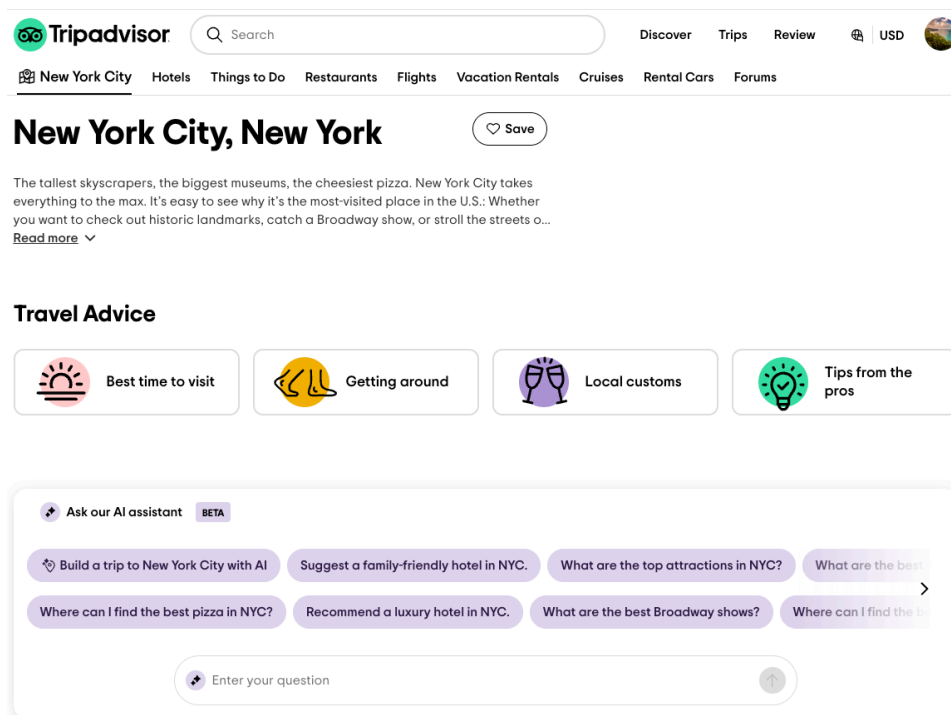 Tripadvisor
Search
Discover
Trips
Review
USD
New York City
Hotels
Things to Do
Restaurants
Flights
Vacation Rentals
Cruises
Rental Cars
Forums
New York City, New York
Save
The tallest skyscrapers, the biggest museums, the cheesiest pizza. New York City takes
everything to the max. It’s easy to see why it’s the most-visited place in the U.S.: Whether
you want to check out historic landmarks, catch a Broadway show, or stroll the streets o...
Read more
Travel Advice
Best time to visit
Getting around
Local customs
Tips from the
pros
Ask our AI assistant
BETA
Build a trip to New York City with AI
Suggest a family-friendly hotel in NYC.
What are the top attractions in NYC?
What are the best
Where can I find the best pizza in NYC?
Recommend a luxury hotel in NYC.
What are the best Broadway shows?
Where can I find the
Enter your question